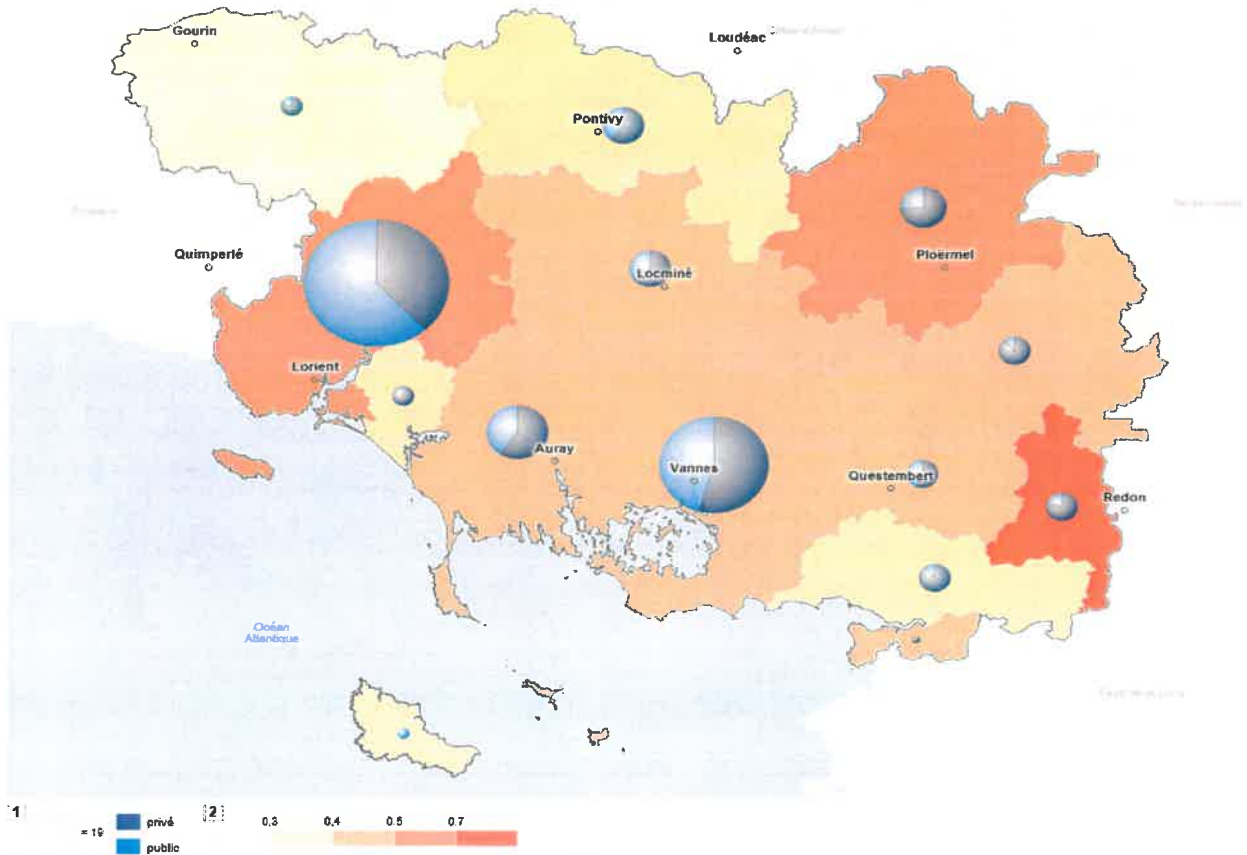 Gourin
Loudéac
Pontivy
Quimperlé
Locminé
Ploërmel
Lorient
Auray
Vannes
Questembert
Redon
Océan
Atlantique
1 2
= 19 privé 0,3 0,4 0,5 0,7
public